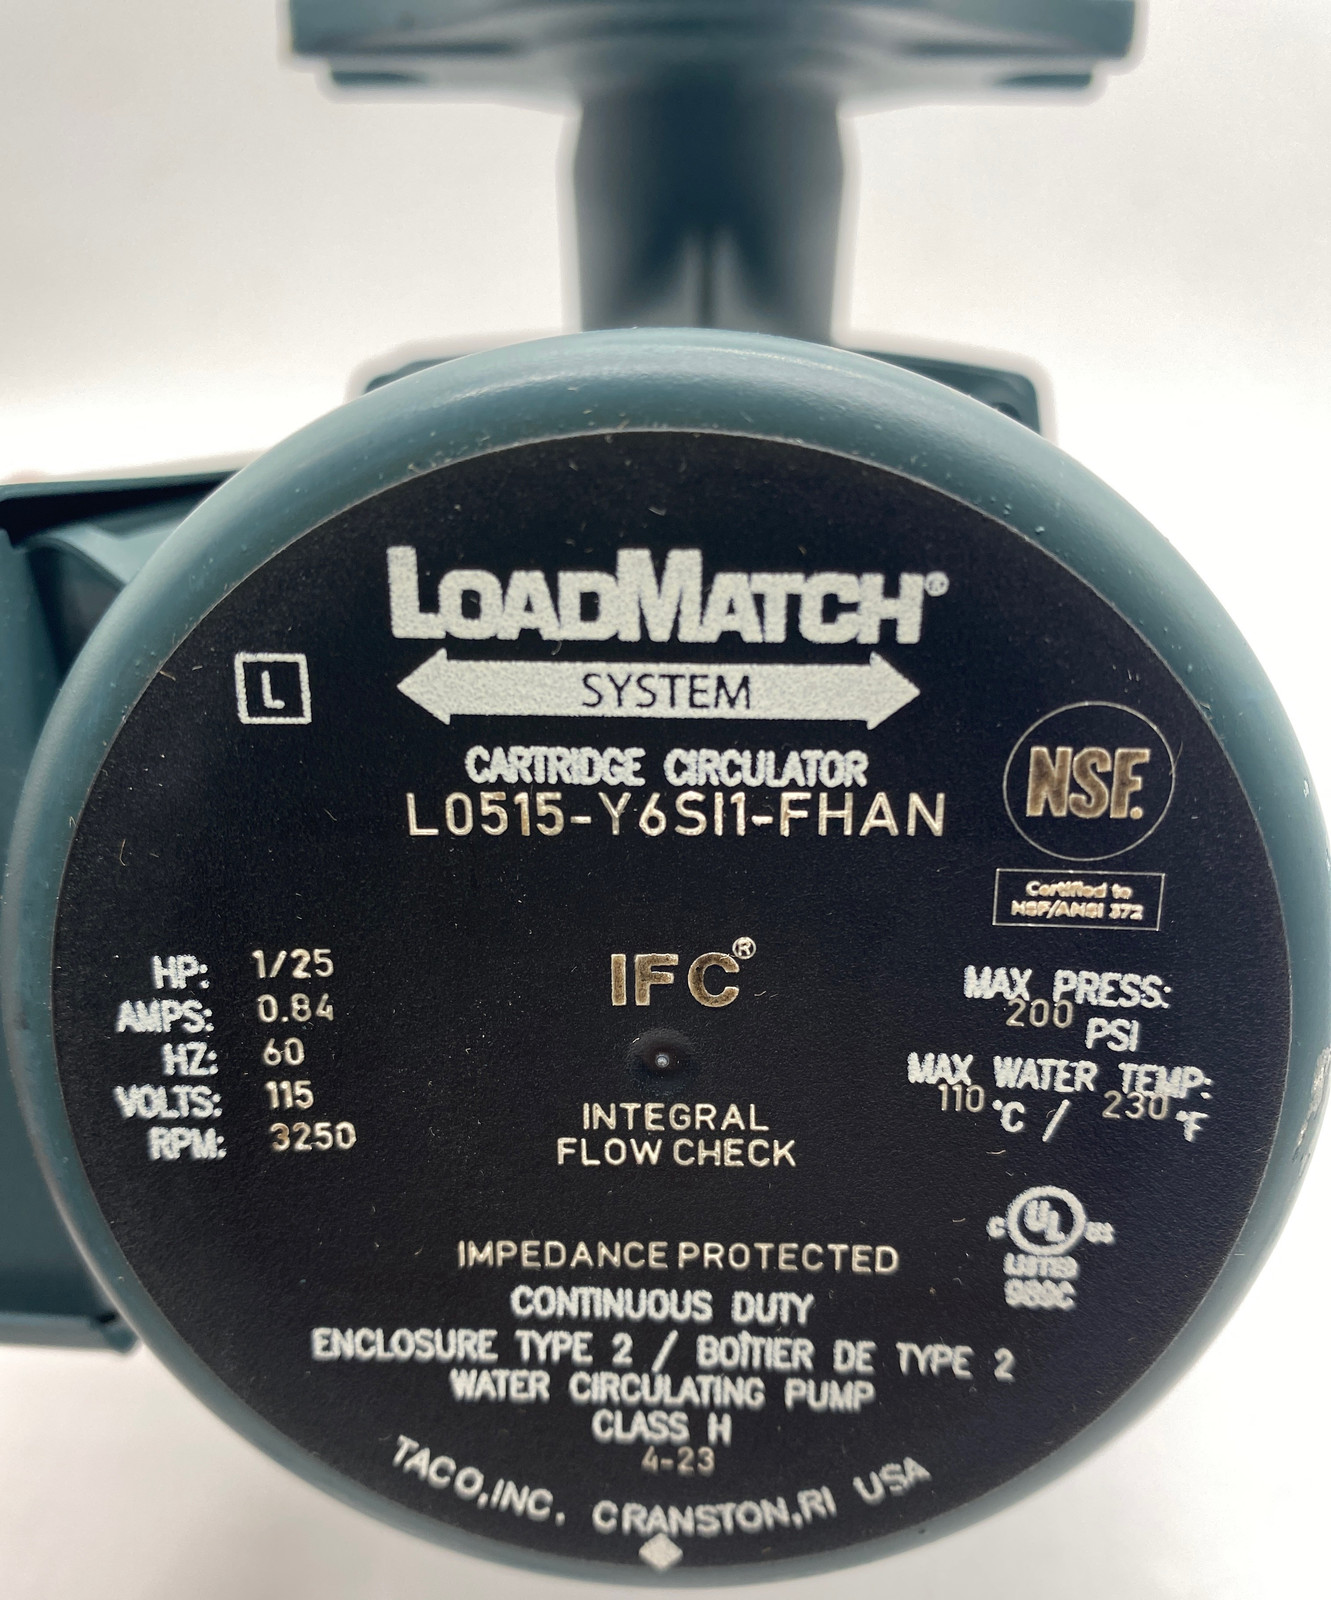 LOADMATCH®
L
SYSTEM
CARTRIDGE CIRCULATOR
L0515-Y6SI1-FHAN
NSF.
Certified to
NSF/ANSI 372
HP: 1/25
AMPS: 0.84
HZ: 60
VOLTS: 115
RPM: 3250
IFC®
INTEGRAL
FLOW CHECK
MAX PRESS:
200 PSI
MAX WATER TEMP:
110 °C / 230 °F
C UL US
LISTED
IMPEDANCE PROTECTED
CONTINUOUS DUTY
ENCLOSURE TYPE 2 / BOÎTIER DE TYPE 2
WATER CIRCULATING PUMP
CLASS H
4-23
TACO, INC. CRANSTON, RI USA